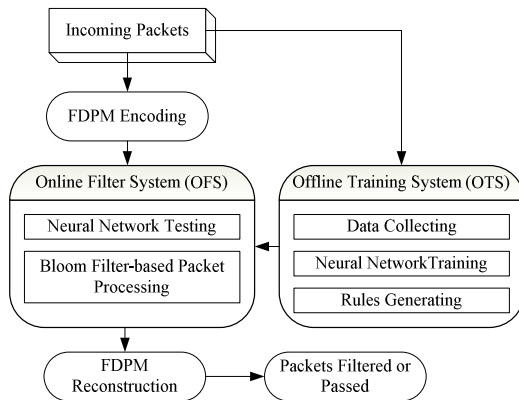 Incoming Packets
FDPM Encoding
Online Filter System (OFS)
Neural Network Testing
Bloom Filter-based Packet
Processing
Offline Training System (OTS)
Data Collecting
Neural NetworkTraining
Rules Generating
FDPM
Reconstruction
Packets Filtered or
Passed